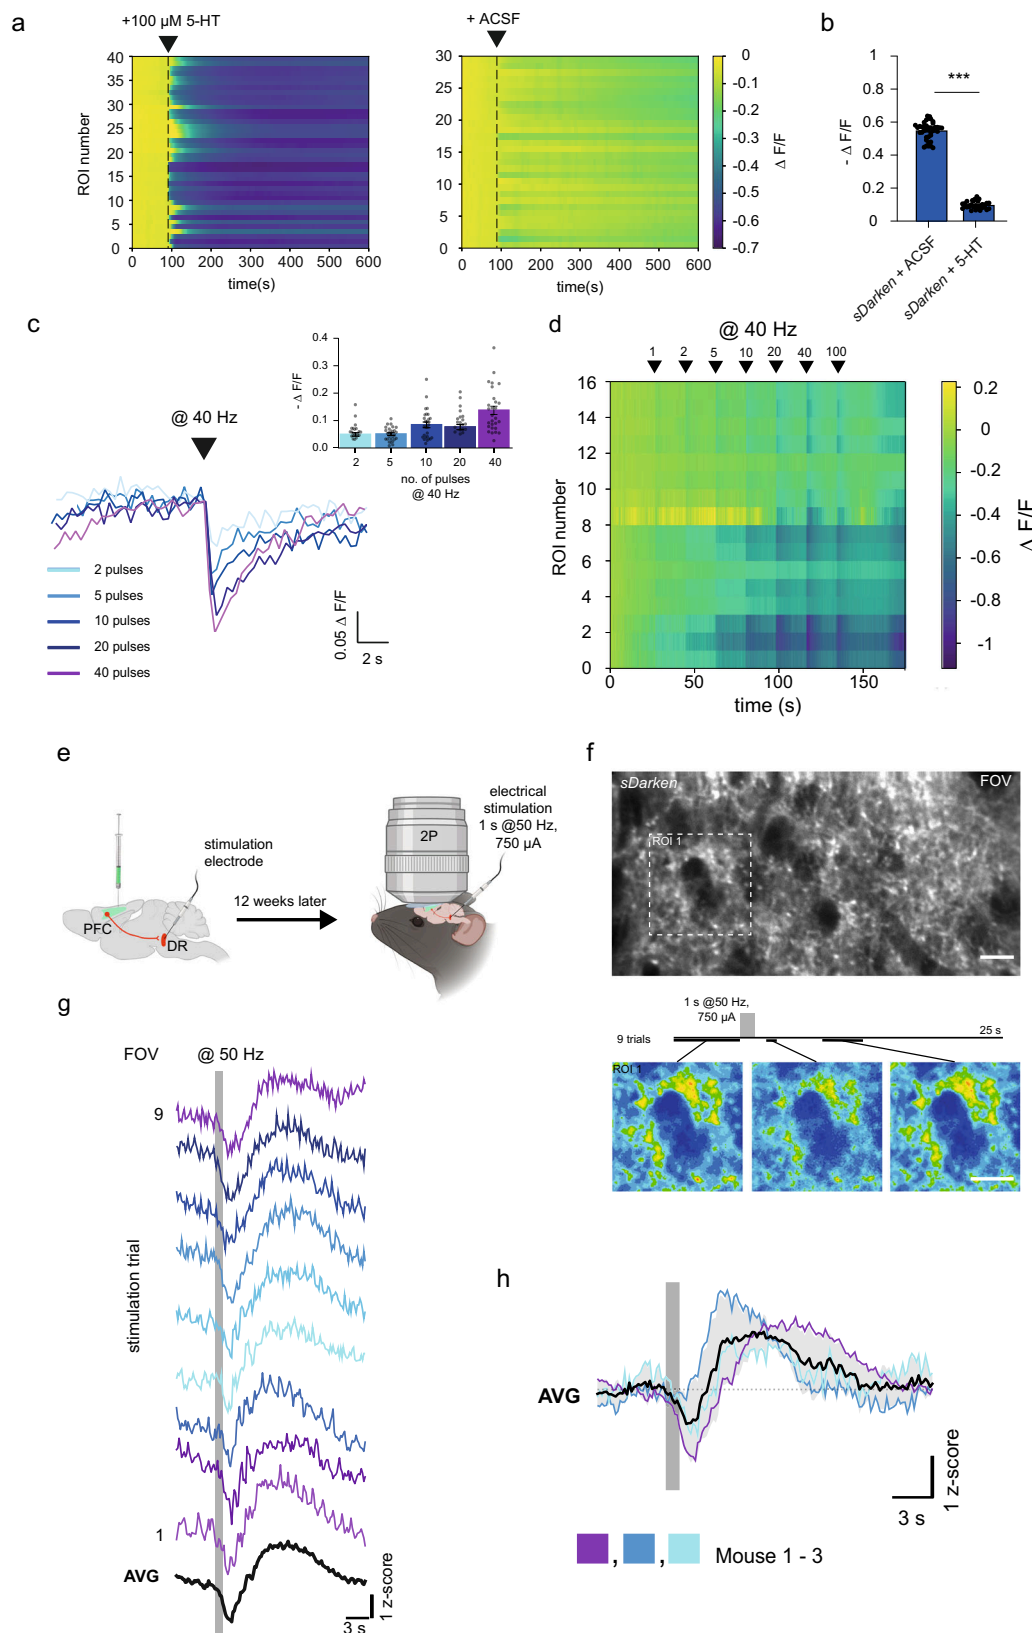 a
+100 µM 5-HT
+ ACSF
ROI number
40
35
30
25
20
15
10
5
0
0 100 200 300 400 500 600
time(s)
30
25
20
15
10
5
0
0 100 200 300 400 500 600
time(s)
0
-0.1
-0.2
-0.3
-0.4
-0.5
-0.6
-0.7
Δ F/F
b
- Δ F/F
1
0.8
0.6
0.4
0.2
0
***
sDarken + ACSF
sDarken + 5-HT
c
@ 40 Hz
- Δ F/F
0.4
0.3
0.2
0.1
0.0
2 5 10 20 40
no. of pulses
@ 40 Hz
2 pulses
5 pulses
10 pulses
20 pulses
40 pulses
0.05 Δ F/F
2 s
d
@ 40 Hz
1 2 5 10 20 40 100
ROI number
16
14
12
10
8
6
4
2
0
0 50 100 150
time (s)
0.2
0
-0.2
-0.4
-0.6
-0.8
-1
Δ F/F
e
stimulation
electrode
PFC
DR
12 weeks later
2P
electrical
stimulation
1 s @50 Hz,
750 µA
f
sDarken
FOV
ROI 1
1 s @50 Hz,
750 µA
9 trials
25 s
ROI 1
g
FOV
@ 50 Hz
9
stimulation trial
1
AVG
3 s
1 z-score
h
AVG
3 s
1 z-score
, , Mouse 1 - 3